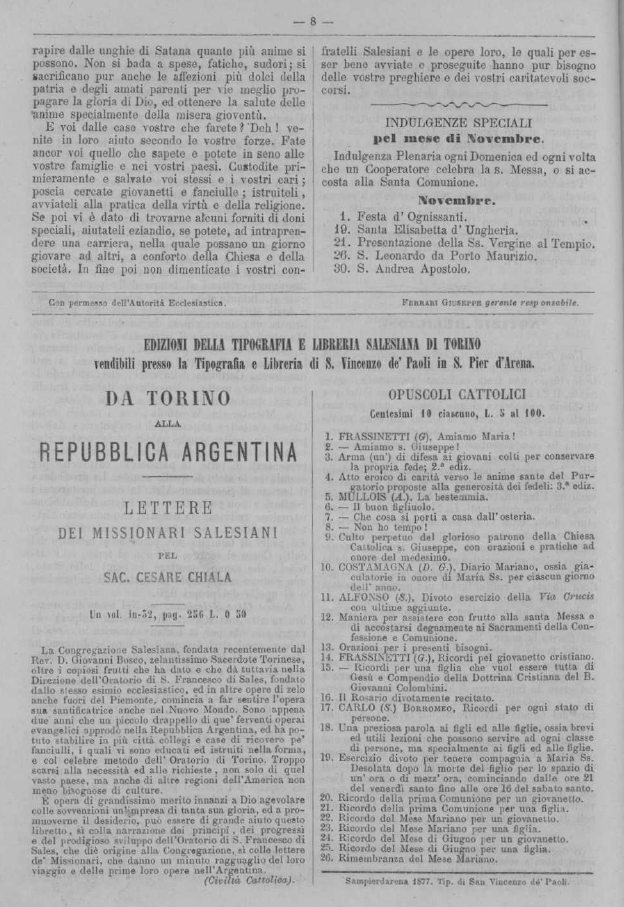 — 8 —
rapire dalle unghie di Satana quante più anime si
possono. Non si bada a spese, fatiche, sudori; si
sacrificano pur anche le affezioni più dolci della
patria e degli amati parenti per vie meglio pro-
pagare la gloria di Dio, ed ottenere la salute delle
anime specialmente della misera gioventù.
E voi dalle case vostre che farete? Deh! ve-
nite in loro aiuto secondo le vostre forze. Fate
ancor voi quello che sapete e potete in seno alle
vostre famiglie e nei vostri paesi. Custodite pri-
mieramente e salvate voi stessi e i vostri cari;
poscia cercate giovanetti e fanciulle; istruiteli,
avviateli alla pratica della virtù e della religione.
Se poi vi è dato di trovarne alcuni forniti di doni
speciali, aiutateli eziandio, se potete, ad intrapren-
dere una carriera, nella quale possano un giorno
giovare ad altri, a conforto della Chiesa e della
società. In fine poi non dimenticate i vostri con-
fratelli Salesiani e le opere loro, le quali per es-
ser bene avviate e proseguite hanno pur bisogno
delle vostre preghiere e dei vostri caritatevoli soc-
corsi.
INDULGENZE SPECIALI
pel mese di Novembre.
Indulgenza Plenaria ogni Domenica ed ogni volta
che un Cooperatore celebra la s. Messa, o si ac-
costa alla Santa Comunione.
Novembre.
1. Festa d' Ognissanti.
19. Santa Elisabetta d' Ungheria.
21. Presentazione della Ss. Vergine al Tempio.
26. S. Leonardo da Porto Maurizio.
30. S. Andrea Apostolo.
Con permesso dell'Autorità Ecclesiastica.
FERRARI GIUSEPPE gerente responsabile.
EDIZIONI DELLA TIPOGRAFIA E LIBRERIA SALESIANA DI TORINO
vendibili presso la Tipografia e Libreria di S. Vincenzo de' Paoli in S. Pier d'Arena.
DA TORINO
ALLA
REPUBBLICA ARGENTINA
LETTERE
DEI MISSIONARI SALESIANI
PEL
SAC. CESARE CHIALA
Un vol. in-32, pag. 256 L. 0 50
La Congregazione Salesiana, fondata recentemente dal
Rev. D. Giovanni Bosco, zelantissimo Sacerdote Torinese,
oltre i copiosi frutti che ha dato e che dà tuttavia nella
Direzione dell'Oratorio di S. Francesco di Sales, fondato
dallo stesso esimio ecclesiastico, ed in altre opere di zelo
anche fuori del Piemonte, comincia a far sentire l'opera
sua santificatrice anche nel Nuovo Mondo. Sono appena
due anni che un piccolo drappello di que' ferventi operai
evangelici approdò nella Repubblica Argentina, ed ha po-
tuto stabilire in più città collegi e case di ricovero pe'
fanciulli, i quali vi sono educati ed istruiti nella forma,
e col celebre metodo dell' Oratorio di Torino. Troppo
scarsi alla necessità ed alle richieste, non solo di quel
vasto paese, ma anche di altre regioni dell'America non
meno bisognose di culture.
È opera di grandissimo merito innanzi a Dio agevolare
colle sovvenzioni un'impresa di tanta sua gloria, ed a pro-
muoverne il desiderio, può essere di grande aiuto questo
libretto, sì colla narrazione dei principi, dei progressi
e del prodigioso sviluppo dell'Oratorio di S. Francesco di
Sales, che diè origine alla Congregazione, sì colle lettere
de' Missionari, che danno un minuto ragguaglio del loro
viaggio e delle prime loro opere nell'Argentina.
(Civiltà Cattolica).
OPUSCOLI CATTOLICI
Centesimi 10 ciascuno, L. 5 al 100.
1. FRASSINETTI (G), Amiamo Maria!
2. — Amiamo s. Giuseppe!
3. Arma (un') di difesa ai giovani colti per conservare
la propria fede; 2.ª ediz.
4. Atto eroico di carità verso le anime sante del Pur-
gatorio proposte alla generosità dei fedeli: 3.ª ediz.
5. MULLOIS (A.), La bestemmia.
6. — Il buon figliuolo.
7. — Che cosa si porti a casa dall'osteria.
8. — Non ho tempo!
9. Culto perpetuo del glorioso patrono della Chiesa
Cattolica s. Giuseppe, con orazioni e pratiche ad
onore del medesimo.
10. COSTAMAGNA (D. G.), Diario Mariano, ossia gia-
culatorie in onore di Maria Ss. per ciascun giorno
dell' anno.
11. ALFONSO (S.), Divoto esercizio della Via Crucis
con ultime aggiunte.
12. Maniera per assistere con frutto alla santa Messa e
di accostarsi degnamente ai Sacramenti della Con-
fessione e Comunione.
13. Orazioni per i presenti bisogni.
14. FRASSINETTI (G.), Ricordi pel giovanetto cristiano.
15. — Ricordi per una figlia che vuol essere tutta di
Gesù e Compendio della Dottrina Cristiana del B.
Giovanni Colombini.
16. Il Rosario divotamente recitato.
17. CARLO (S.) BORROMEO, Ricordi per ogni stato di
persone.
18. Una preziosa parola ai figli ed alle figlie, ossia brevi
ed utili lezioni che possono servire ad ogni classe
di persone, ma specialmente ai figli ed alle figlie.
19. Esercizio divoto per tenere compagnia a Maria Ss.
Desolata dopo la morte del figlio per lo spazio di
un' ora o di mezz' ora, cominciando dalle ore 21
del venerdì santo fino alle ore 16 del sabato santo.
20. Ricordo della prima Comunione per un giovanetto.
21. Ricordo della prima Comunione per una figlia.
22. Ricordo del Mese Mariano per un giovanetto.
23. Ricordo del Mese Mariano per una figlia.
24. Ricordo del Mese di Giugno per un giovanetto.
25. Ricordo del Mese di Giugno per una figlia.
26. Rimembranza del Mese Mariano.
Sampierdarena 1877. Tip. di San Vincenzo de' Paoli.